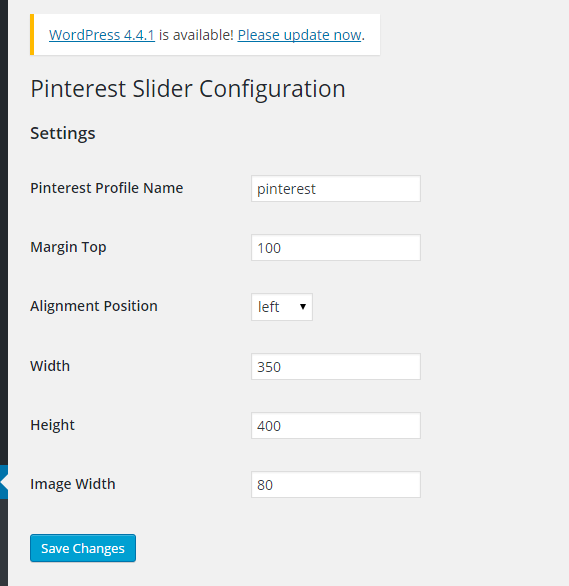 WordPress 4.4.1 is available! Please update now.
Pinterest Slider Configuration
Settings
Pinterest Profile Name pinterest
Margin Top 100
Alignment Position left
Width 350
Height 400
Image Width 80
Save Changes